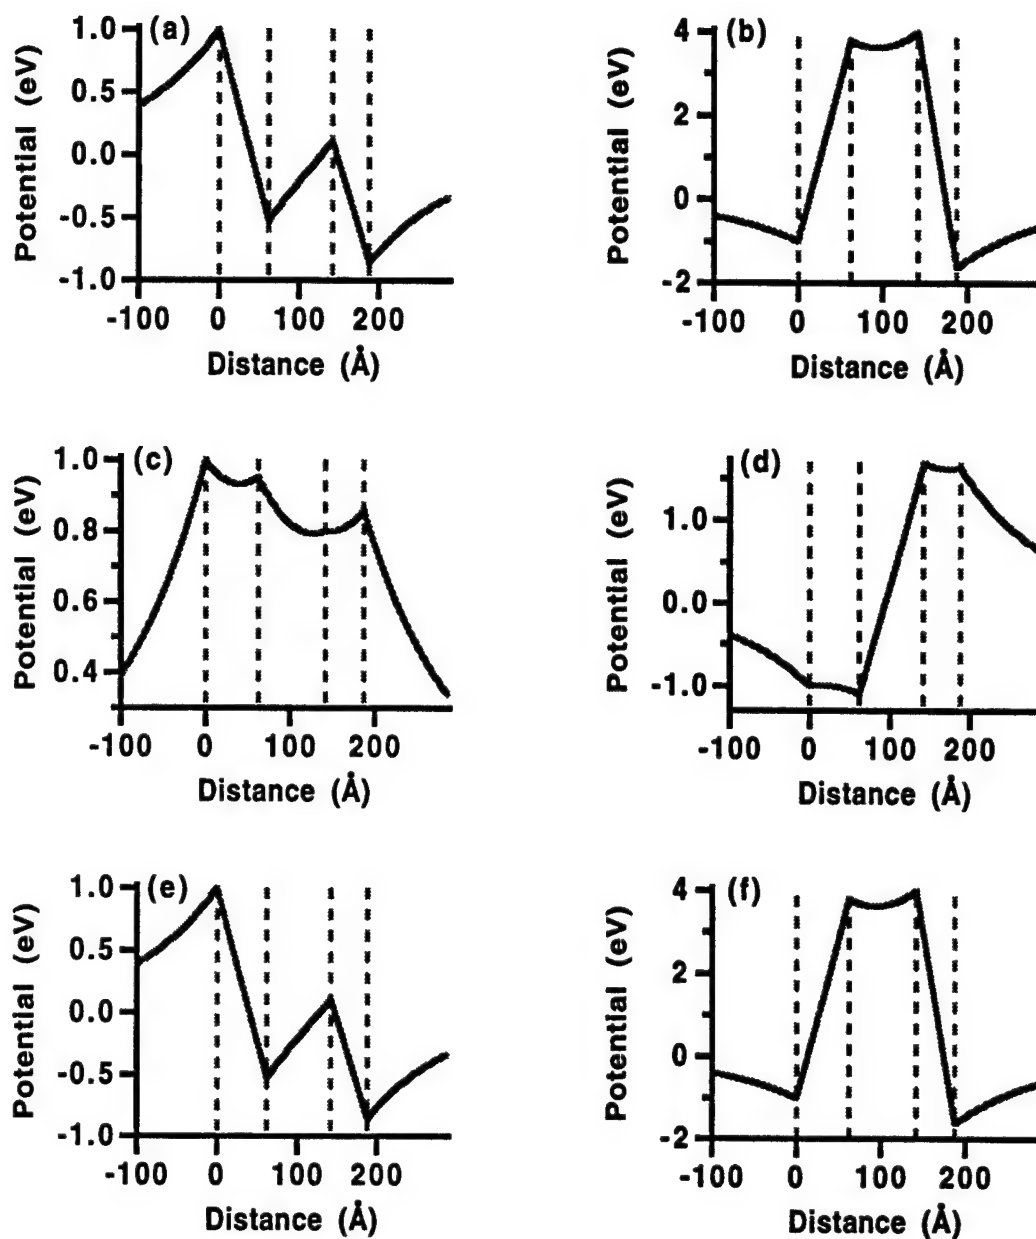 (a)
Potential (eV)
1.0
0.5
0.0
-0.5
-1.0
-100 0 100 200
Distance (Å)
(b)
Potential (eV)
4
2
0
-2
-100 0 100 200
Distance (Å)
(c)
Potential (eV)
1.0
0.8
0.6
0.4
-100 0 100 200
Distance (Å)
(d)
Potential (eV)
1.0
0.0
-1.0
-100 0 100 200
Distance (Å)
(e)
Potential (eV)
1.0
0.5
0.0
-0.5
-1.0
-100 0 100 200
Distance (Å)
(f)
Potential (eV)
4
2
0
-2
-100 0 100 200
Distance (Å)